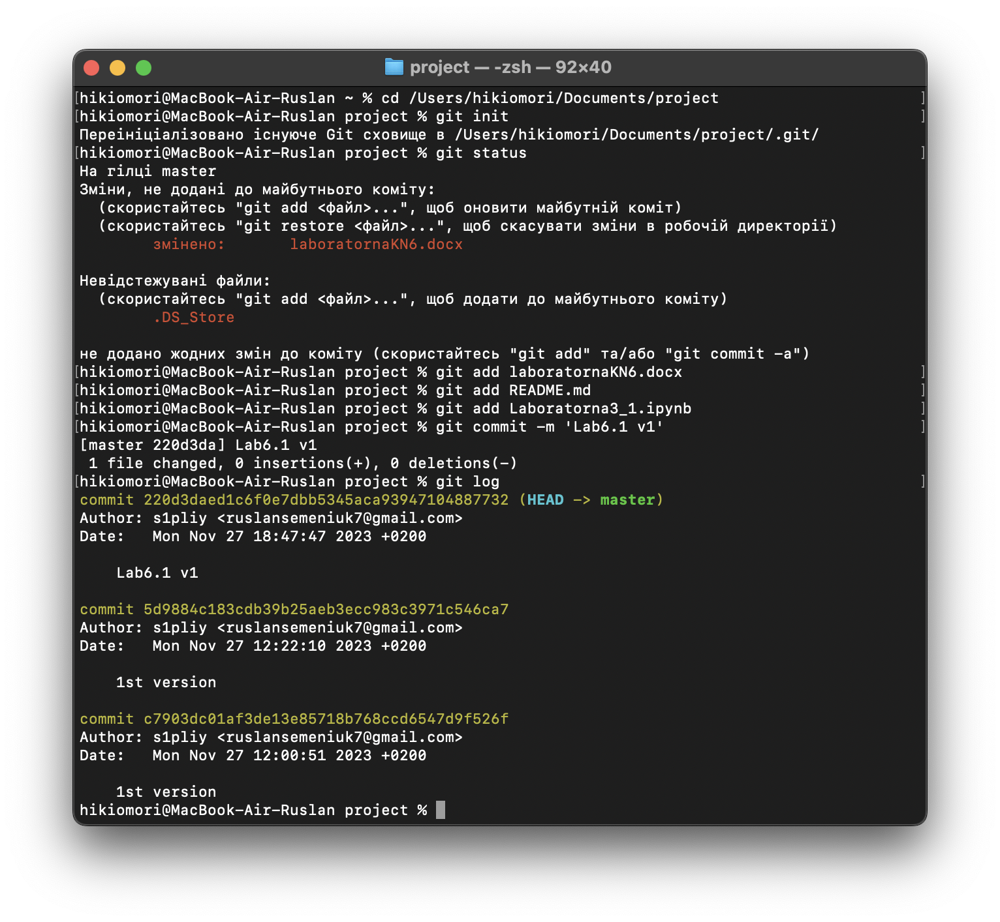 project — -zsh — 92×40
[hikiomori@MacBook-Air-Ruslan ~ % cd /Users/hikiomori/Documents/project ]
[hikiomori@MacBook-Air-Ruslan project % git init ]
Переініціалізовано існуюче Git сховище в /Users/hikiomori/Documents/project/.git/
[hikiomori@MacBook-Air-Ruslan project % git status ]
На гілці master
Зміни, не додані до майбутнього коміту:
  (скористайтесь "git add <файл>...", щоб оновити майбутній коміт)
  (скористайтесь "git restore <файл>...", щоб скасувати зміни в робочій директорії)
        змінено:       laboratornaKN6.docx
Невідстежувані файли:
  (скористайтесь "git add <файл>...", щоб додати до майбутнього коміту)
        .DS_Store
не додано жодних змін до коміту (скористайтесь "git add" та/або "git commit -a")
[hikiomori@MacBook-Air-Ruslan project % git add laboratornaKN6.docx ]
[hikiomori@MacBook-Air-Ruslan project % git add README.md ]
[hikiomori@MacBook-Air-Ruslan project % git add Laboratorna3_1.ipynb ]
[hikiomori@MacBook-Air-Ruslan project % git commit -m 'Lab6.1 v1' ]
[master 220d3da] Lab6.1 v1
 1 file changed, 0 insertions(+), 0 deletions(-)
[hikiomori@MacBook-Air-Ruslan project % git log ]
commit 220d3daed1c6f0e7dbb5345aca93947104887732 (HEAD -> master)
Author: s1pliy <ruslansemeniuk7@gmail.com>
Date:   Mon Nov 27 18:47:47 2023 +0200
    Lab6.1 v1
commit 5d9884c183cdb39b25aeb3ecc983c3971c546ca7
Author: s1pliy <ruslansemeniuk7@gmail.com>
Date:   Mon Nov 27 12:22:10 2023 +0200
    1st version
commit c7903dc01af3de13e85718b768ccd6547d9f526f
Author: s1pliy <ruslansemeniuk7@gmail.com>
Date:   Mon Nov 27 12:00:51 2023 +0200
    1st version
hikiomori@MacBook-Air-Ruslan project %